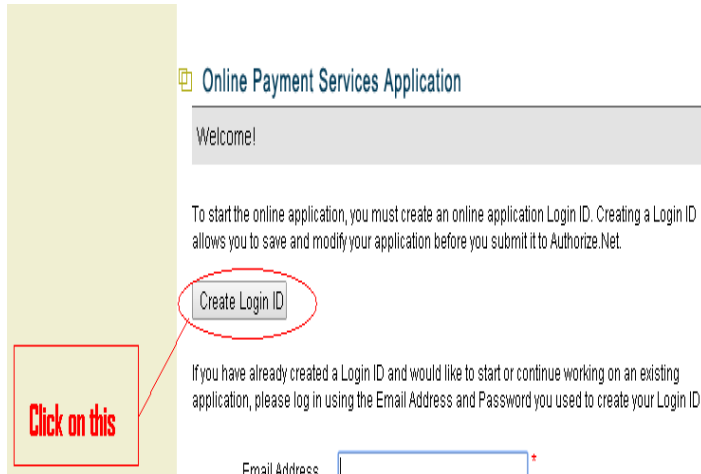 Online Payment Services Application
Welcome!
To start the online application, you must create an online application Login ID. Creating a Login ID
allows you to save and modify your application before you submit it to Authorize.Net.
Create Login ID
If you have already created a Login ID and would like to start or continue working on an existing
application, please log in using the Email Address and Password you used to create your Login ID
Click on this
Email Address
*